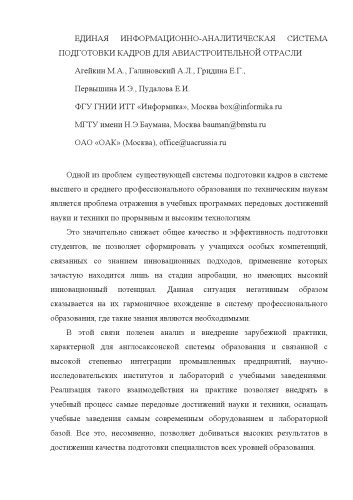 ЕДИНАЯ ИНФОРМАЦИОННО-АНАЛИТИЧЕСКАЯ СИСТЕМА
ПОДГОТОВКИ КАДРОВ ДЛЯ АВИАСТРОИТЕЛЬНОЙ ОТРАСЛИ
Агейкин М.А., Галиновский А.Л., Гридина Е.Г.,
Первышина И.Э., Пудалова Е.И.
ФГУ ГНИИ ИТТ «Информика», Москва box@informika.ru
МГТУ имени Н.Э.Баумана, Москва bauman@bmstu.ru
ОАО «ОАК» (Москва), office@uacrussia.ru
Одной из проблем существующей системы подготовки кадров в системе
высшего и среднего профессионального образования по техническим наукам
является проблема отражения в учебных программах передовых достижений
науки и техники по прорывным и высоким технологиям.
Это значительно снижает общее качество и эффективность подготовки
студентов, не позволяет сформировать у учащихся особых компетенций,
связанных со знанием инновационных подходов, применение которых
зачастую находится лишь на стадии апробации, но имеющих высокий
инновационный потенциал. Данная ситуация негативным образом
сказывается на их гармоничное вхождение в систему профессионального
образования, где такие знания являются необходимыми.
В этой связи полезен анализ и внедрение зарубежной практики,
характерной для англосаксонской системы образования и связанной с
высокой степенью интеграции промышленных предприятий, научно-
исследовательских институтов и лабораторий с учебными заведениями.
Реализация такого взаимодействия на практике позволяет внедрять в
учебный процесс самые передовые достижений науки и техники, оснащать
учебные заведения самым современным оборудованием и лабораторной
базой. Все это, несомненно, позволяет добиваться высоких результатов в
достижении качества подготовки специалистов всех уровней образования.